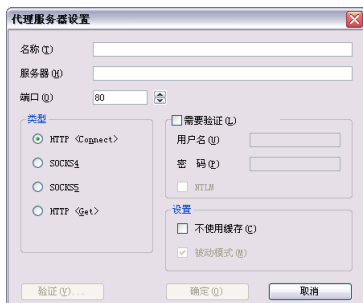 代理服务器设置
名称(T)
服务器(H)
端口(O) 80
类型
HTTP <Connect>
SOCKS4
SOCKS5
HTTP <Get>
需要验证(L)
用户名(U)
密 码(P)
NTLM
设置
不使用缓存(C)
被动模式(M)
验证(V)...
确定(O)
取消